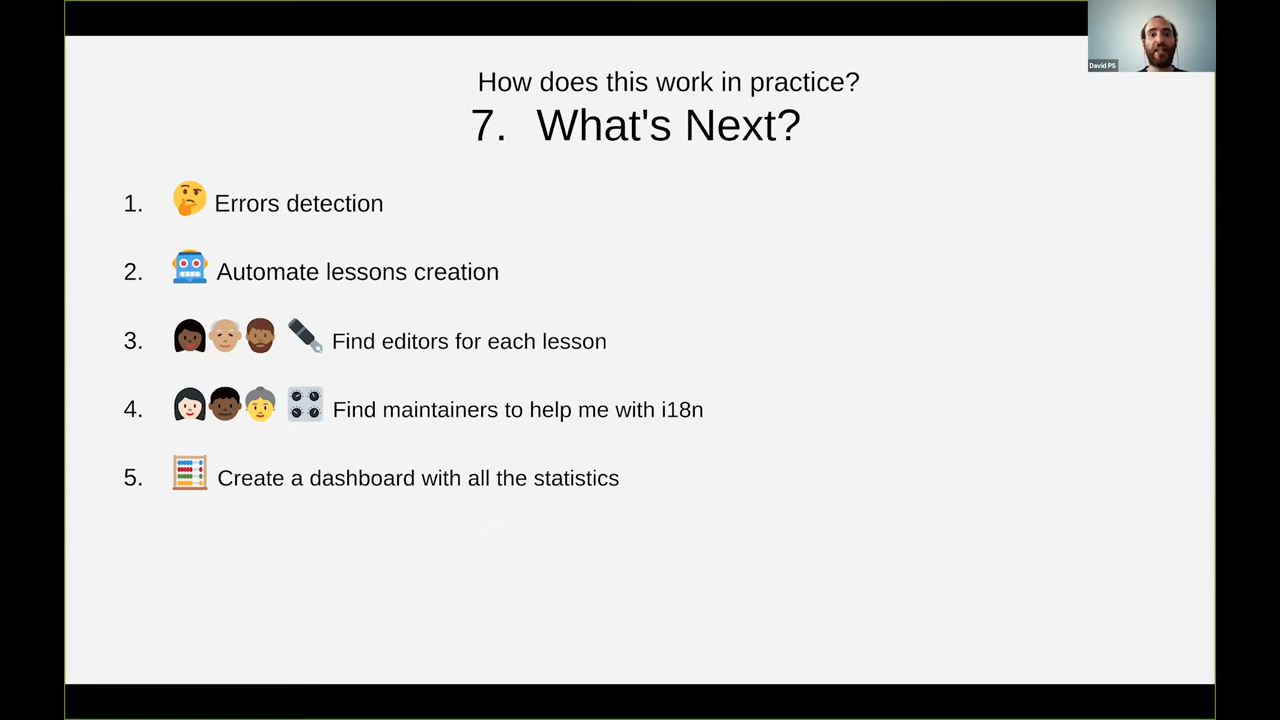 David PS
How does this work in practice?
7. What's Next?
1. Errors detection
2. Automate lessons creation
3. Find editors for each lesson
4. Find maintainers to help me with i18n
5. Create a dashboard with all the statistics